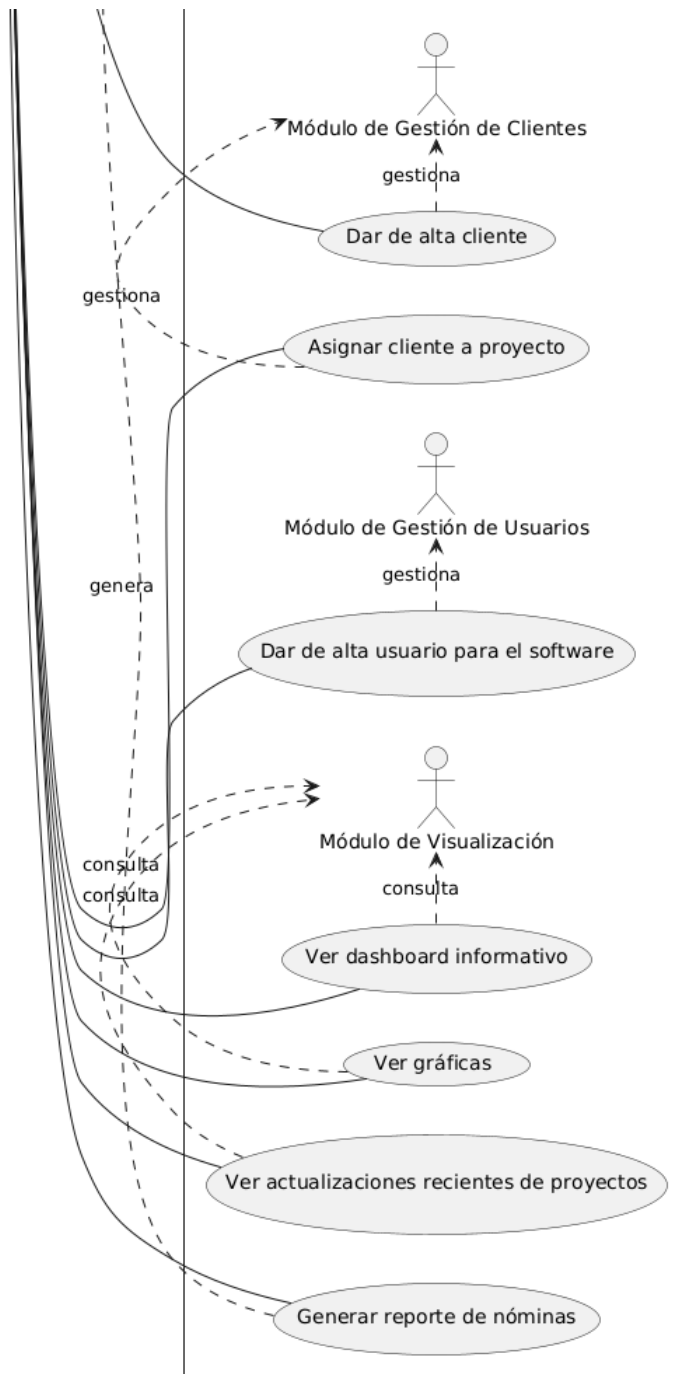 Módulo de Gestión de Clientes
gestiona
Dar de alta cliente
gestiona
Asignar cliente a proyecto
Módulo de Gestión de Usuarios
gestiona
genera
Dar de alta usuario para el software
Módulo de Visualización
consulta
consulta
consulta
Ver dashboard informativo
Ver gráficas
Ver actualizaciones recientes de proyectos
Generar reporte de nóminas